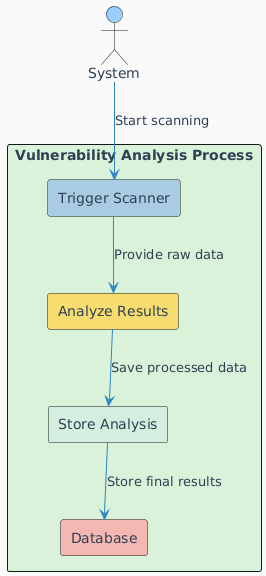 System
Start scanning
Vulnerability Analysis Process
Trigger Scanner
Provide raw data
Analyze Results
Save processed data
Store Analysis
Store final results
Database